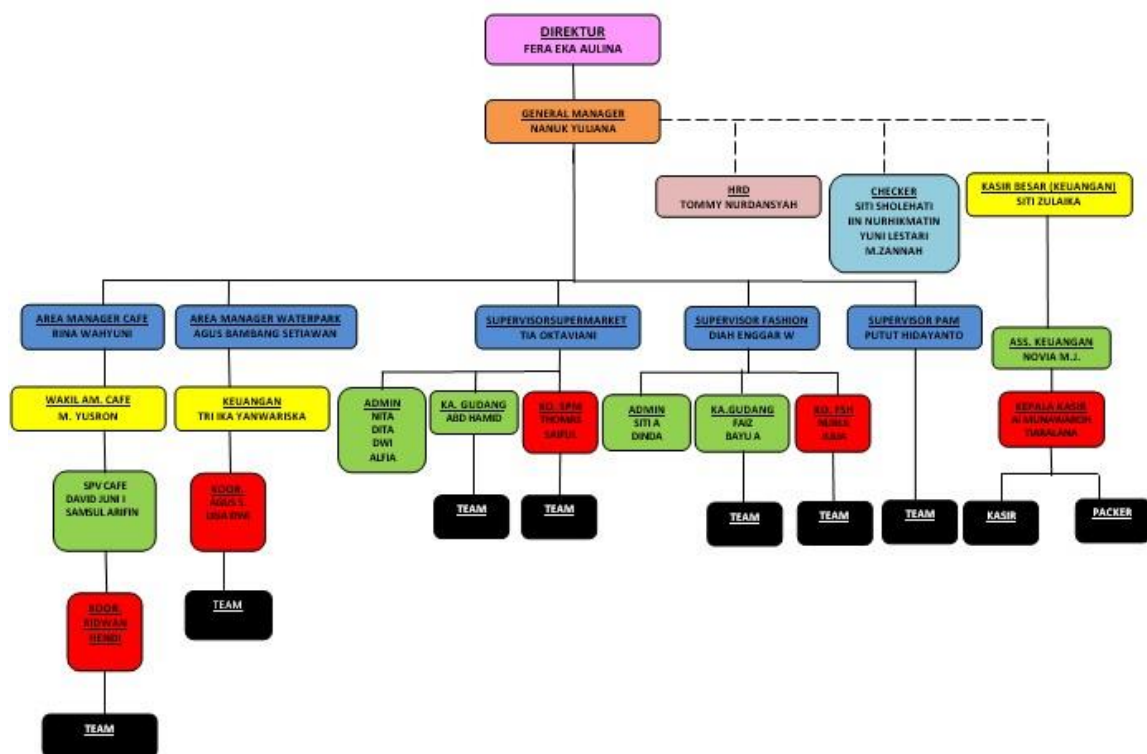 DIREKTUR
FERA EKA AULINA
GENERAL MANAGER
NANUK YULIANA
HRD
TOMMY NURDANSYAH
CHECKER
SITI SHOLEHATI
IIN NURHIKMATIN
YUNI LESTARI
M.ZANNAH
KASIR BESAR (KEUANGAN)
SITI ZULAIKA
AREA MANAGER CAFE
RINA WAHYUNI
AREA MANAGER WATERPARK
AGUS BAMBANG SETIAWAN
SUPERVISORSUPERMARKET
TIA OKTAVIANI
SUPERVISOR FASHION
DIAH ENGGAR W
SUPERVISOR PAM
PUTUT HIDAYANTO
ASS. KEUANGAN
NOVIA M.J.
WAKIL AM. CAFE
M. YUSRON
KEUANGAN
TRI IKA YANWARISKA
ADMIN
NITA
DITA
DWI
ALFIA
KA. GUDANG
ABD HAMID
THOMAS
SAIFUL
ADMIN
SITI A
DINDA
KA.GUDANG
FAIZ
BAYU A
KO. FSH
KEPALA KASIR
SPV CAFE
DAVID JUNI I
SAMSUL ARIFIN
KOOR.
AGUS S.
TEAM
TEAM
TEAM
TEAM
TEAM
KASIR
PACKER
KOOR.
RIDWAN
HENDI
TEAM
TEAM